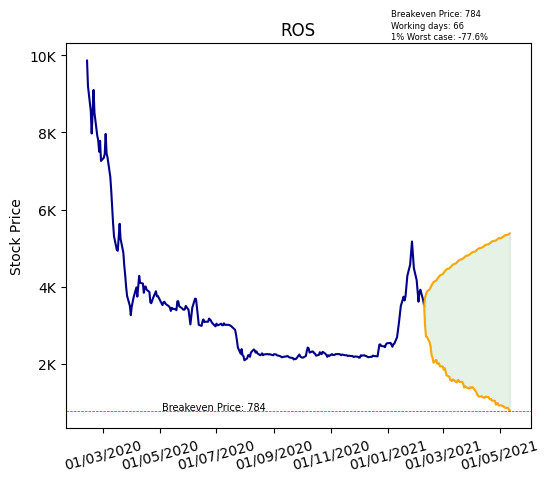 Breakeven Price: 784
Working days: 66
1% Worst case: -77.6%
ROS
10K
8K
6K
4K
2K
Stock Price
Breakeven Price: 784
01/03/2020
01/05/2020
01/07/2020
01/09/2020
01/11/2020
01/01/2021
01/03/2021
01/05/2021